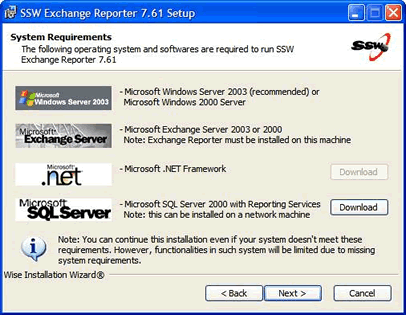 SSW Exchange Reporter 7.61 Setup
System Requirements
The following operating system and softwares are required to run SSW
Exchange Reporter 7.61
SSW
Microsoft
Windows Server 2003
- Microsoft Windows Server 2003 (recommended) or
Microsoft Windows 2000 Server
Microsoft
Exchange Server
- Microsoft Exchange Server 2003 or 2000
Note: Exchange Reporter must be installed on this machine
Microsoft
.net
- Microsoft .NET Framework
Download
Microsoft
SQL Server
- Microsoft SQL Server 2000 with Reporting Services
Note: this can be installed on a network machine
Download
Note: You can continue this installation even if your system doesn't meet these
requirements. However, functionalities in such system will be limited due to missing
system requirements.
Wise Installation Wizard®
< Back
Next >
Cancel